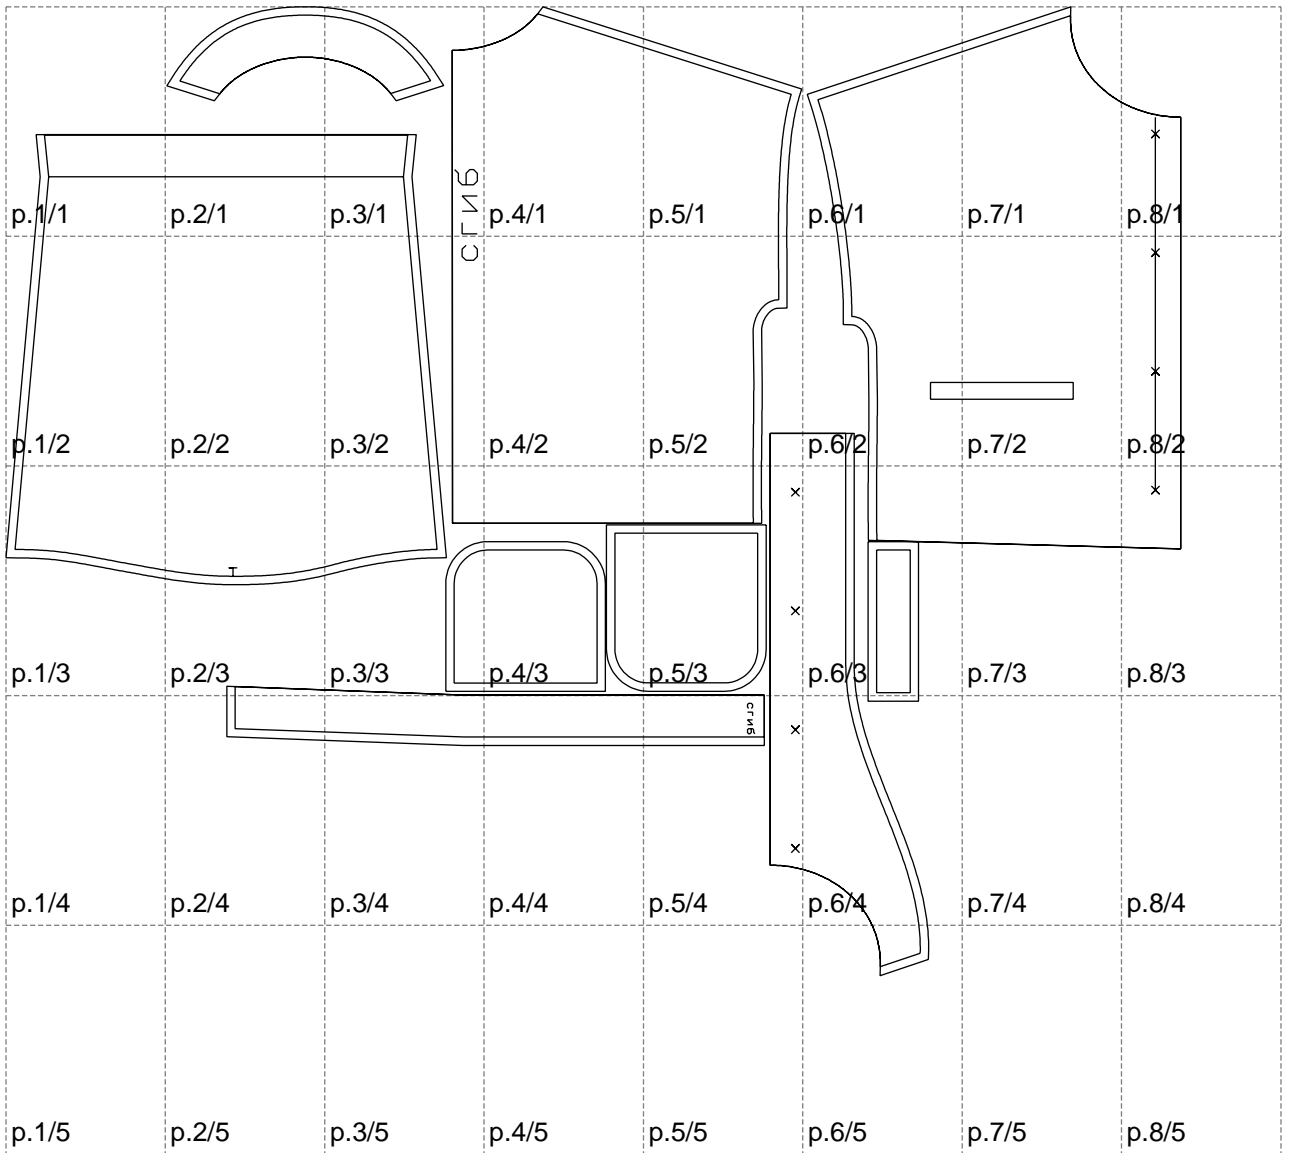 p.1/1 p.2/1 p.3/1 p.4/1 p.5/1 p.6/1 p.7/1 p.8/1
сгиб
p.1/2 p.2/2 p.3/2 p.4/2 p.5/2 p.6/2 p.7/2 p.8/2
p.1/3 p.2/3 p.3/3 p.4/3 p.5/3 p.6/3 p.7/3 p.8/3
сгиб
p.1/4 p.2/4 p.3/4 p.4/4 p.5/4 p.6/4 p.7/4 p.8/4
p.1/5 p.2/5 p.3/5 p.4/5 p.5/5 p.6/5 p.7/5 p.8/5